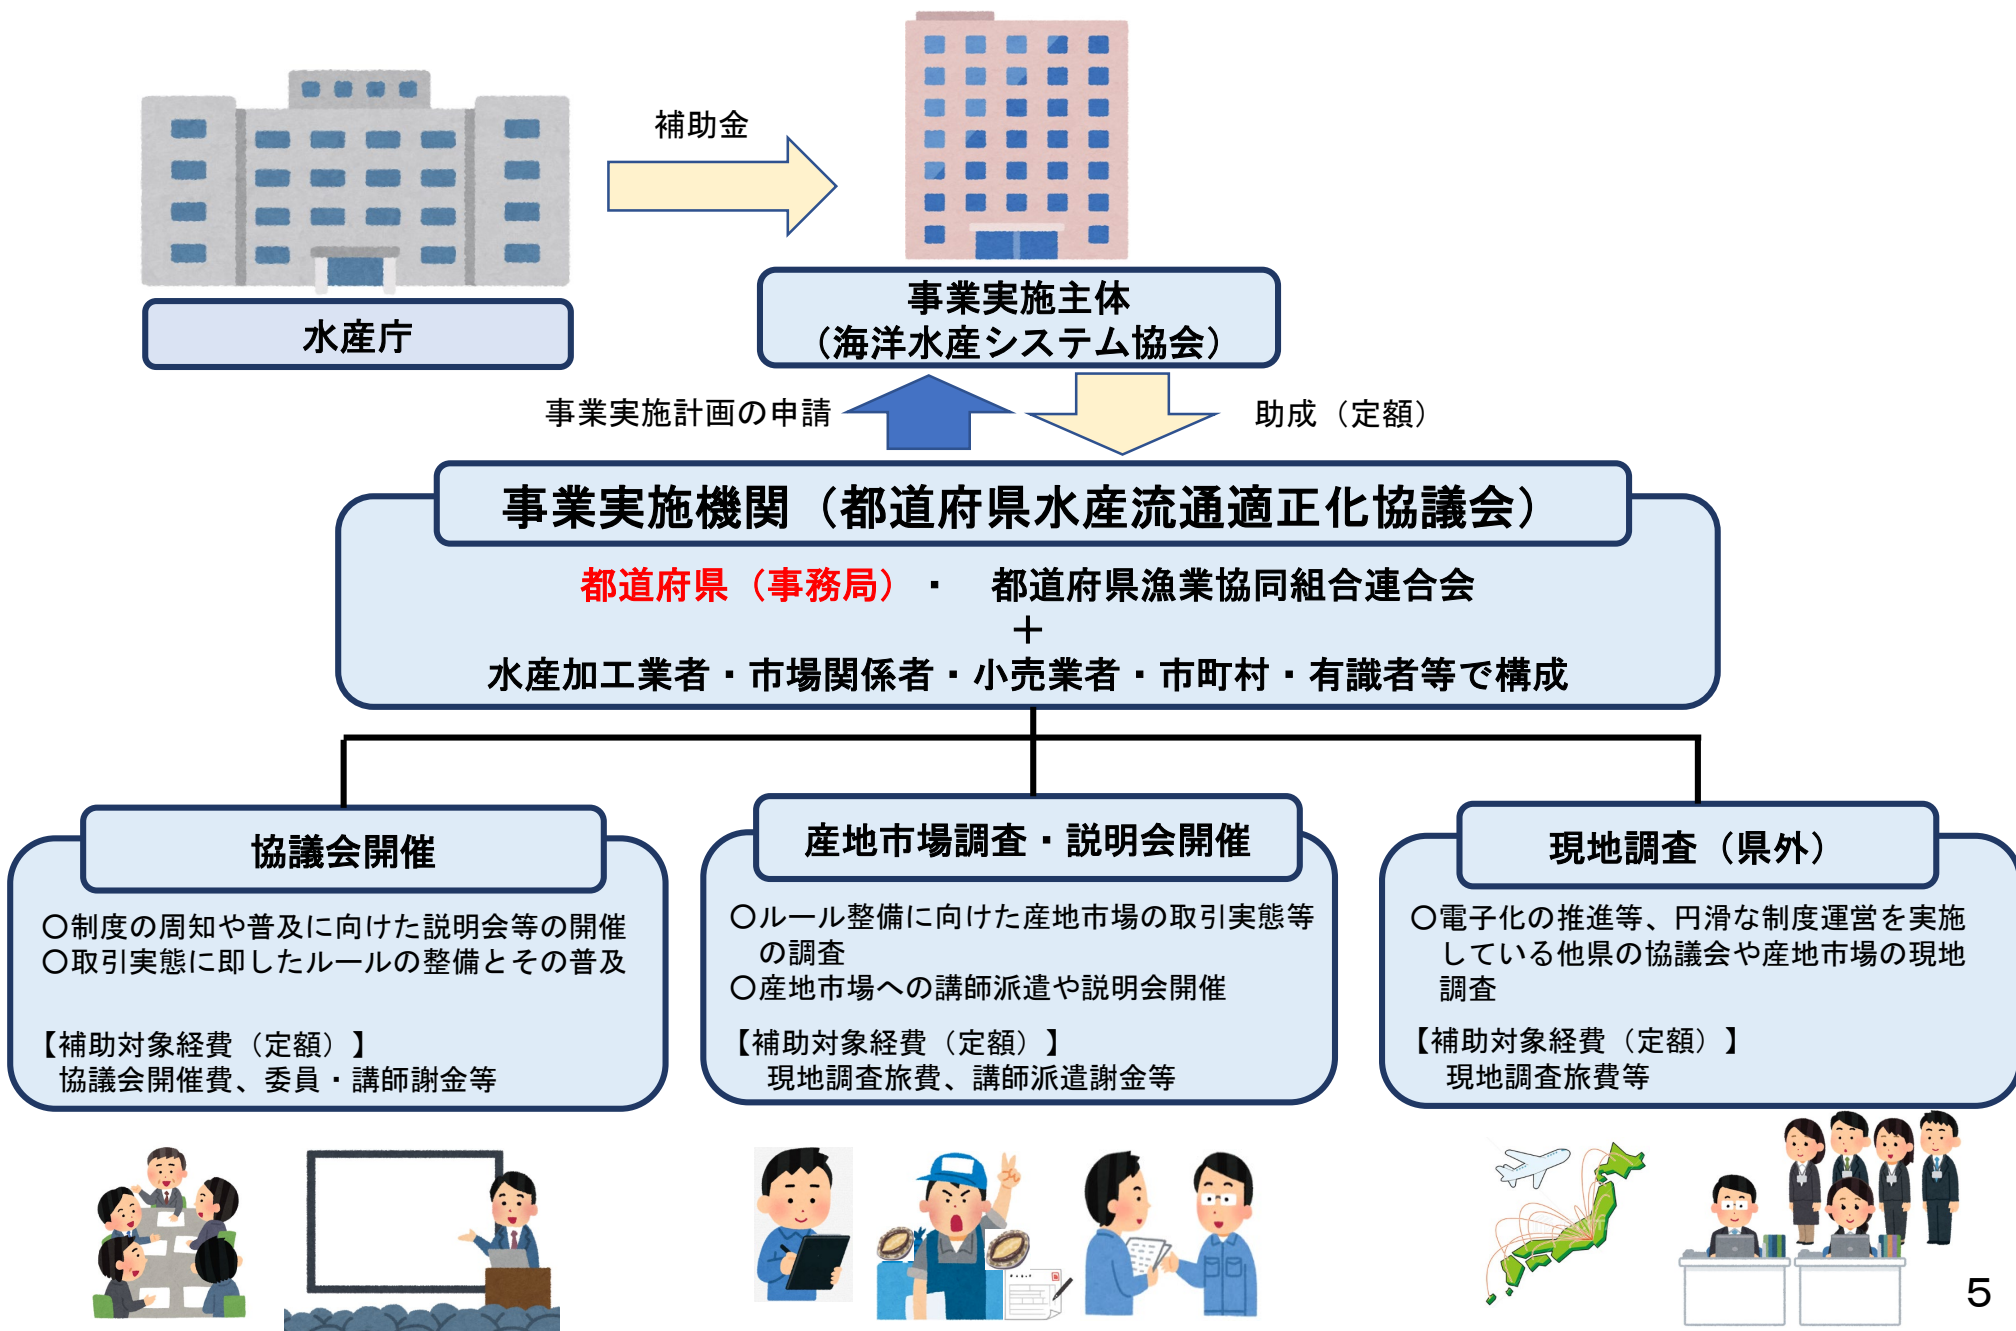 補助金
水産庁
事業実施主体
（海洋水産システム協会）
事業実施計画の申請
助成（定額）
事業実施機関（都道府県水産流通適正化協議会）
都道府県（事務局）・　都道府県漁業協同組合連合会
＋
水産加工業者・市場関係者・小売業者・市町村・有識者等で構成
協議会開催
〇制度の周知や普及に向けた説明会等の開催
〇取引実態に即したルールの整備とその普及
【補助対象経費（定額）】
協議会開催費、委員・講師謝金等
産地市場調査・説明会開催
〇ルール整備に向けた産地市場の取引実態等
の調査
〇産地市場への講師派遣や説明会開催
【補助対象経費（定額）】
現地調査旅費、講師派遣謝金等
現地調査（県外）
〇電子化の推進等、円滑な制度運営を実施
している他県の協議会や産地市場の現地
調査
【補助対象経費（定額）】
現地調査旅費等
5